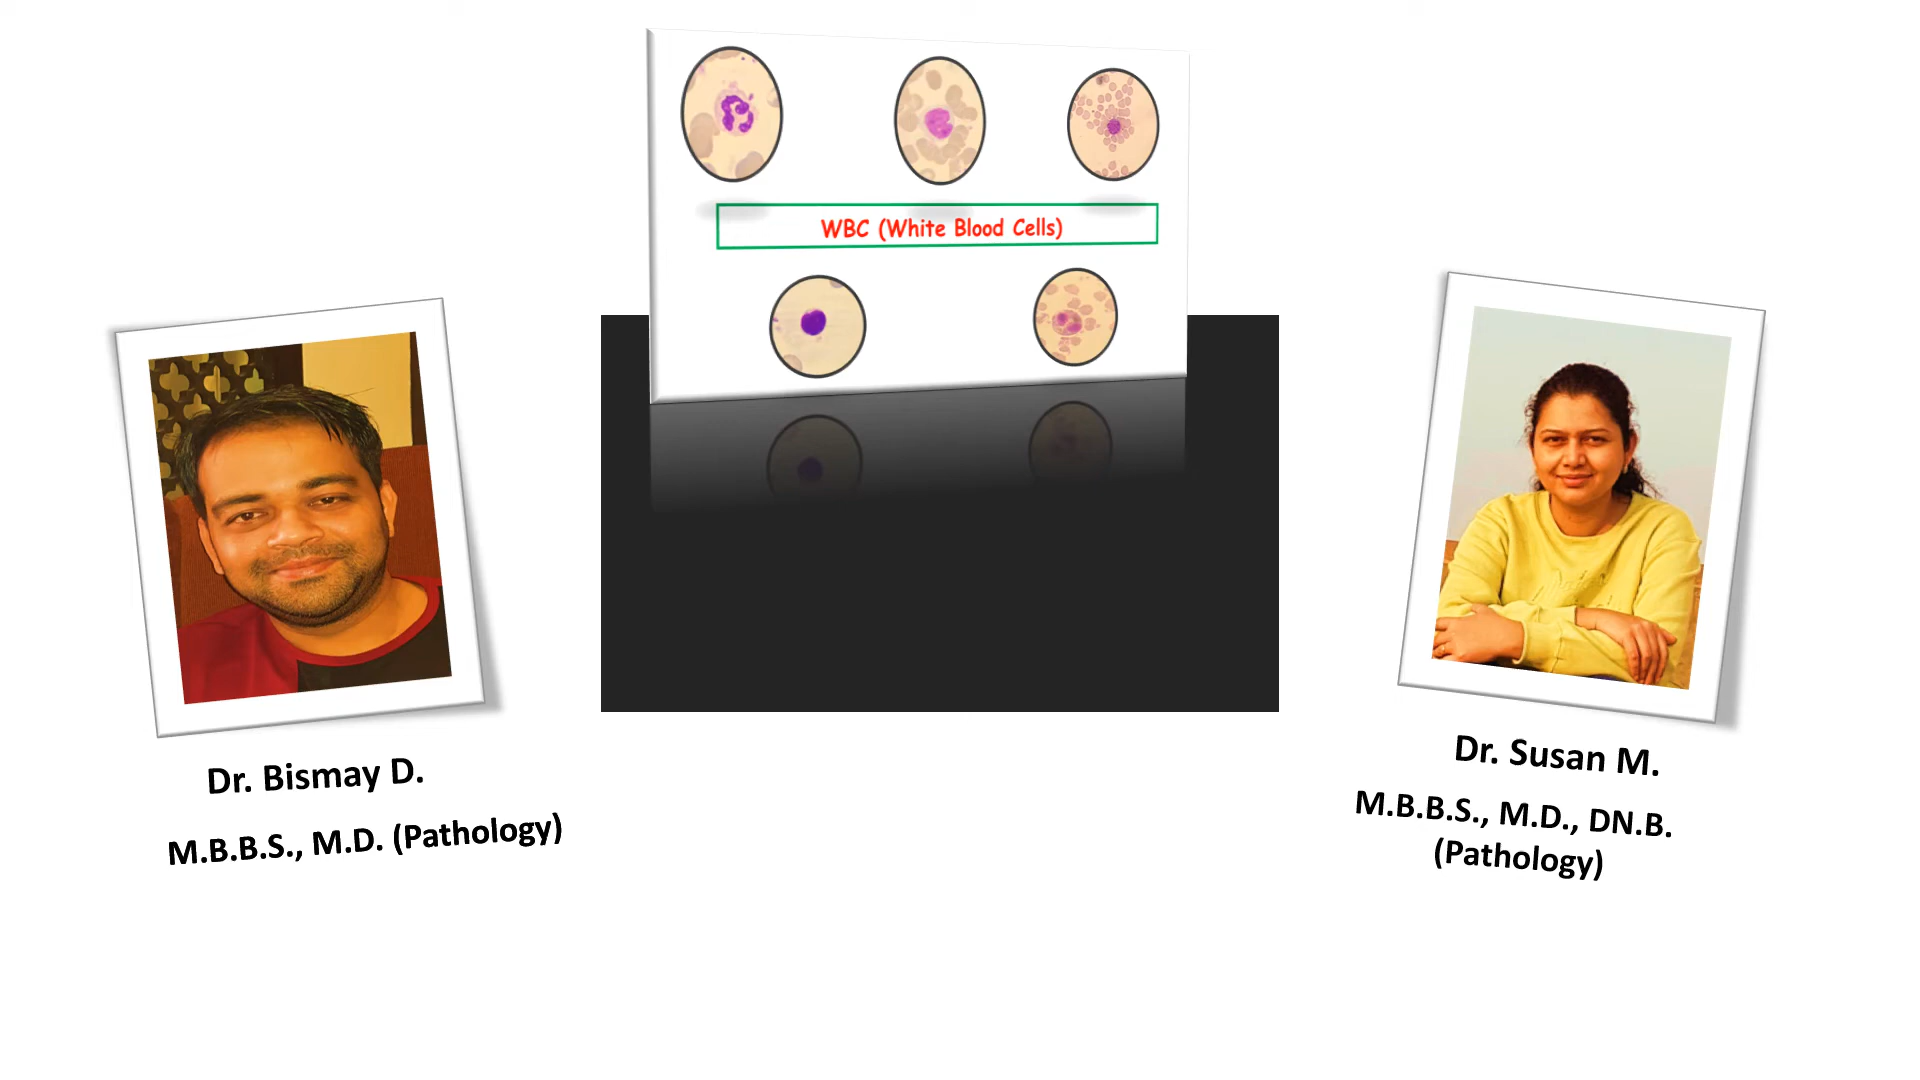 WBC (White Blood Cells)
Dr. Bismay D.
M.B.B.S., M.D. (Pathology)
Dr. Susan M.
M.B.B.S., M.D., DN.B.
(Pathology)